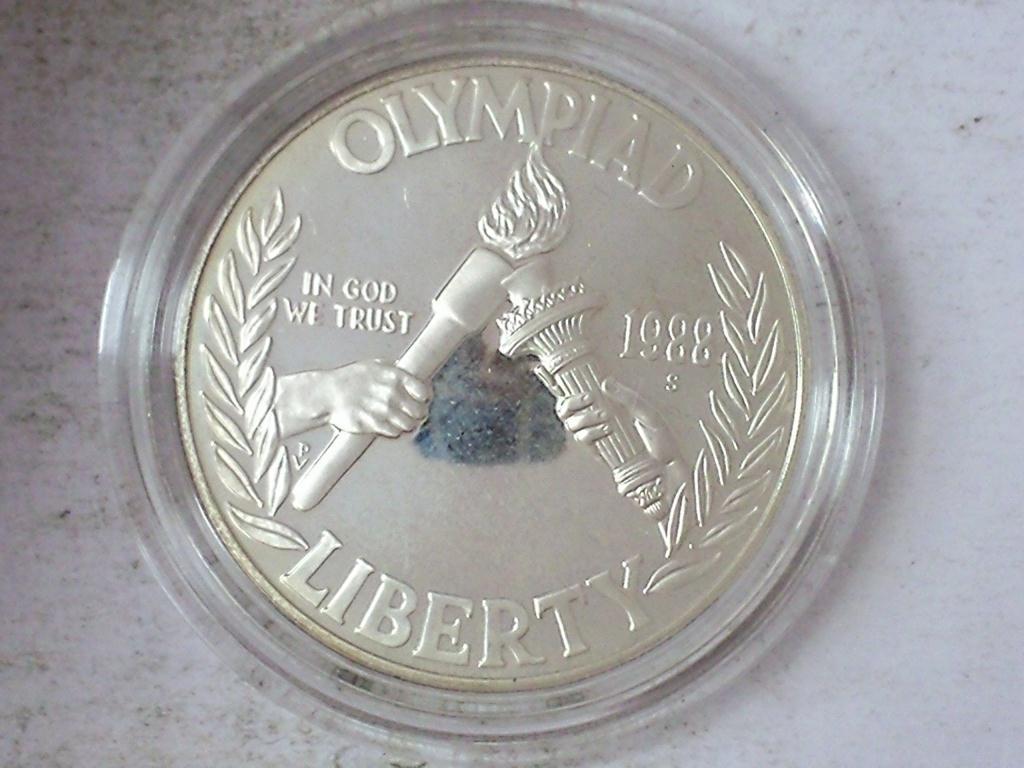 OLYMPIAD
IN GOD
WE TRUST
1988
S
LIBERTY